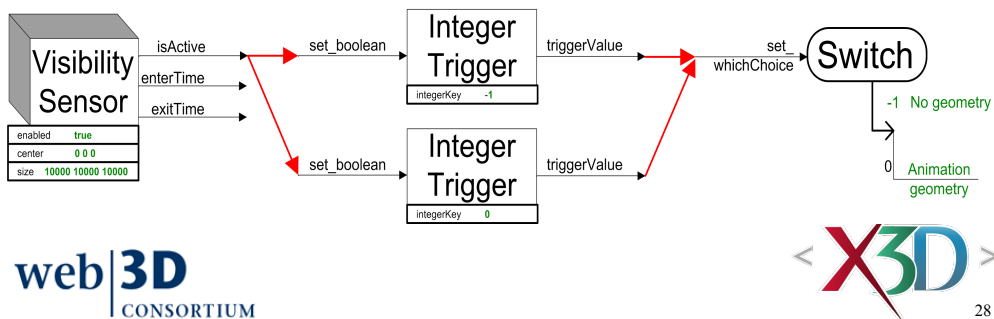 Visibility
Sensor
enabled true
center 0 0 0
size 10000 10000 10000
isActive
enterTime
exitTime
set_boolean
Integer
Trigger
integerKey -1
triggerValue
set_boolean
Integer
Trigger
integerKey 0
triggerValue
set_
whichChoice
Switch
-1 No geometry
0 Animation
geometry
web 3D
CONSORTIUM
< X3D >
28